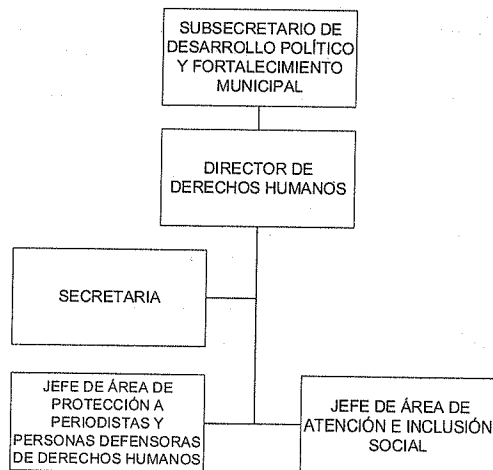 SUBSECRETARIO DE
DESARROLLO POLÍTICO
Y FORTALECIMIENTO
MUNICIPAL
DIRECTOR DE
DERECHOS HUMANOS
SECRETARIA
JEFE DE ÁREA DE
PROTECCIÓN A
PERIODISTAS Y
PERSONAS DEFENSORAS
DE DERECHOS HUMANOS
JEFE DE ÁREA DE
ATENCIÓN E INCLUSIÓN
SOCIAL